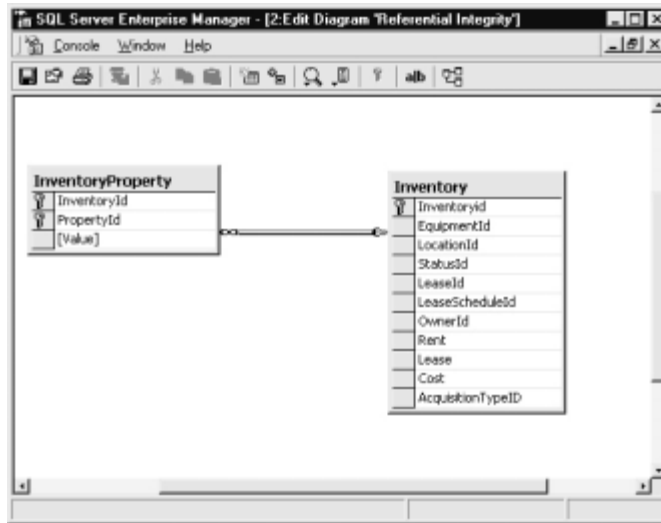 SQL Server Enterprise Manager - [2:Edit Diagram 'Referential Integrity']
Console Window Help
ab
InventoryProperty
InventoryId
PropertyId
[Value]
Inventory
Inventoryid
EquipmentId
LocationId
StatusId
LeaseId
LeaseScheduleId
OwnerId
Rent
Lease
Cost
AcquisitionTypeID